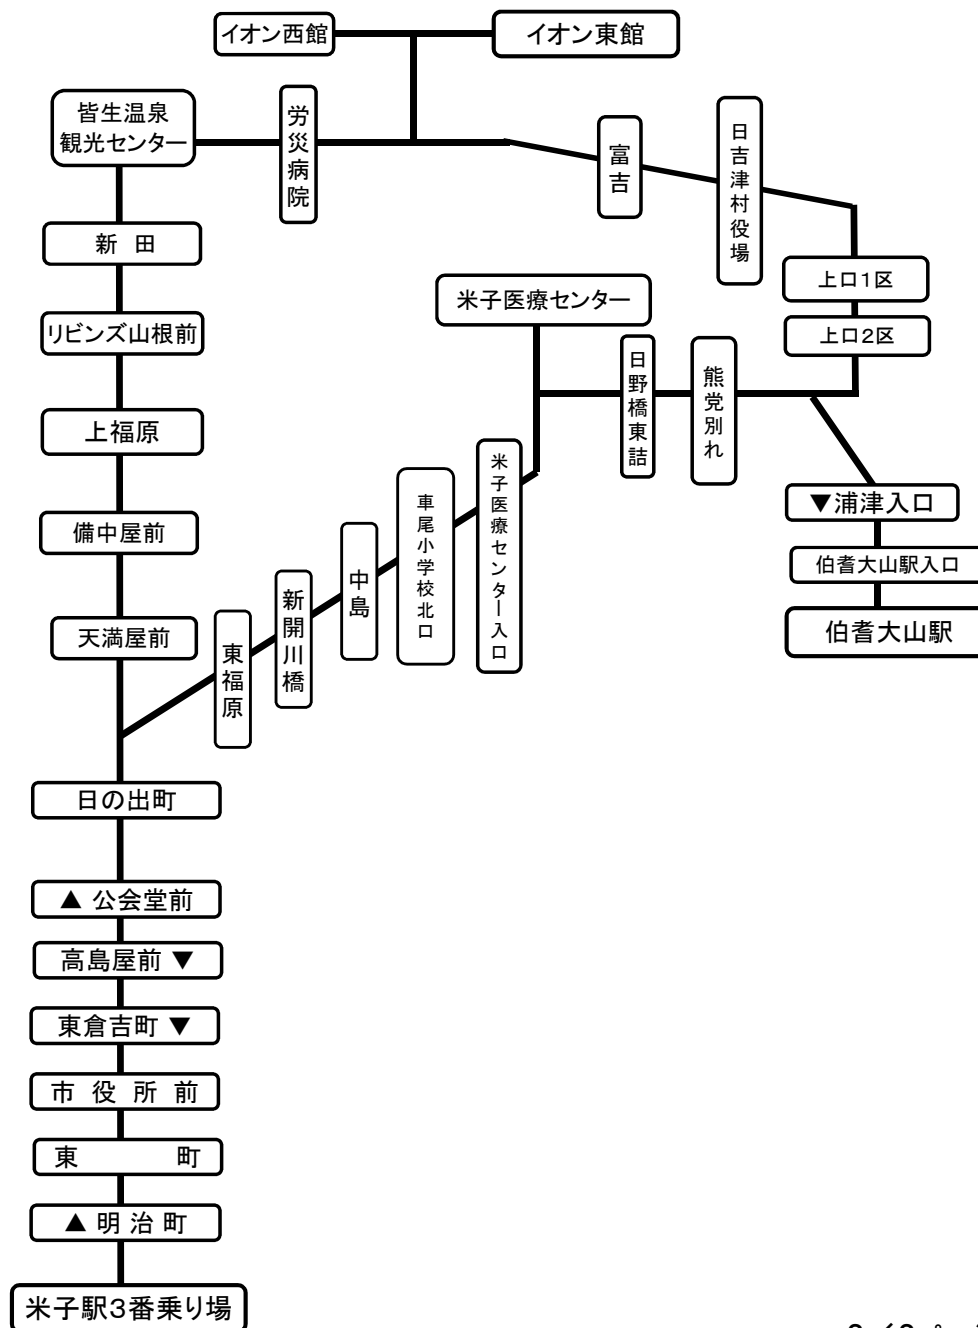 イオン西館
イオン東館
皆生温泉
観光センター
労災病院
富吉
日吉津村役場
新 田
上口1区
米子医療センター
リビンズ山根前
上口2区
日野橋東詰
熊党別れ
上福原
米子医療センター入口
車尾小学校北口
▼浦津入口
備中屋前
中島
伯耆大山駅入口
新開川橋
天満屋前
東福原
伯耆大山駅
日の出町
▲ 公会堂前
高島屋前 ▼
東倉吉町 ▼
市 役 所 前
東 町
▲ 明 治 町
米子駅3番乗り場